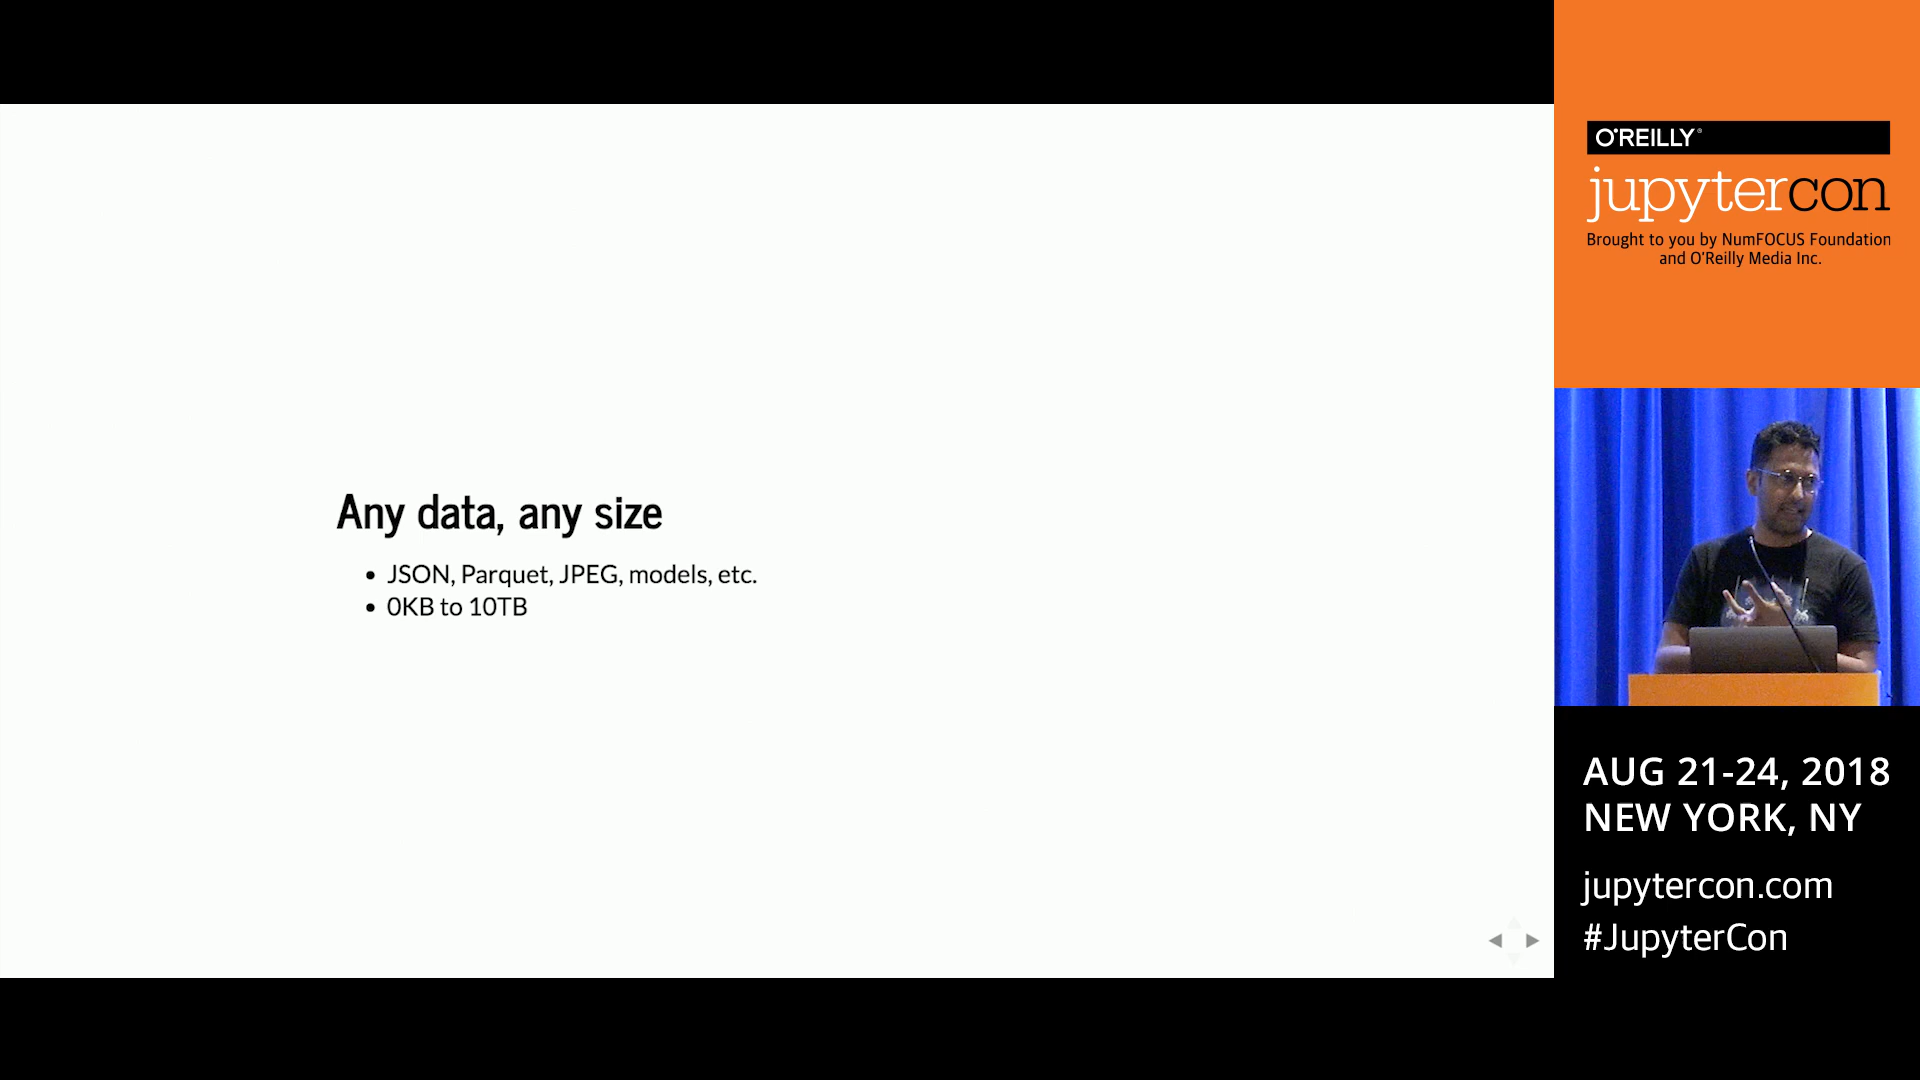 Any data, any size
• JSON, Parquet, JPEG, models, etc.
• 0KB to 10TB
O'REILLY®
jupytercon
Brought to you by NumFOCUS Foundation
and O'Reilly Media Inc.
AUG 21-24, 2018
NEW YORK, NY
jupytercon.com
#JupyterCon